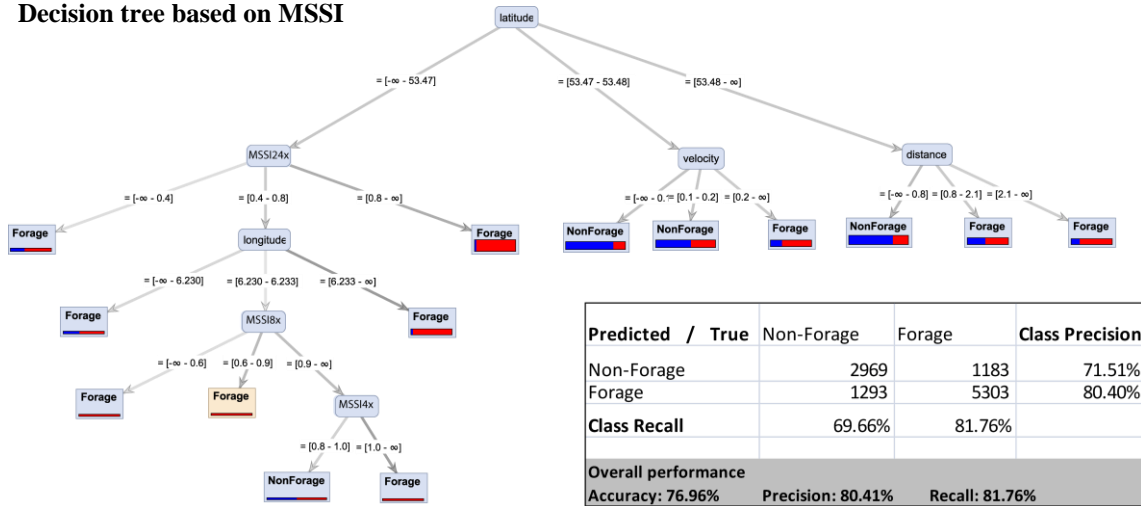 Decision tree based on MSSI
latitude
= [-∞ - 53.47]
= [53.47 - 53.48]
= [53.48 - ∞]
MSSI24x
velocity
distance
= [-∞ - 0.4]
= [0.4 - 0.8]
= [0.8 - ∞]
= [-∞ - 0.
= [0.1 - 0.2]
= [0.2 - ∞]
= [-∞ - 0.8]
= [0.8 - 2.1]
= [2.1 - ∞]
Forage
longitude
Forage
NonForage
NonForage
Forage
NonForage
Forage
Forage
= [-∞ - 6.230]
= [6.230 - 6.233]
= [6.233 - ∞]
Forage
MSSI8x
Forage
= [-∞ - 0.6]
= [0.6 - 0.9]
= [0.9 - ∞]
Forage
Forage
MSSI4x
= [0.8 - 1.0]
= [1.0 - ∞]
NonForage
Forage
Predicted / True Non-Forage Forage Class Precision
Non-Forage 2969 1183 71.51%
Forage 1293 5303 80.40%
Class Recall 69.66% 81.76%
Overall performance
Accuracy: 76.96% Precision: 80.41% Recall: 81.76%